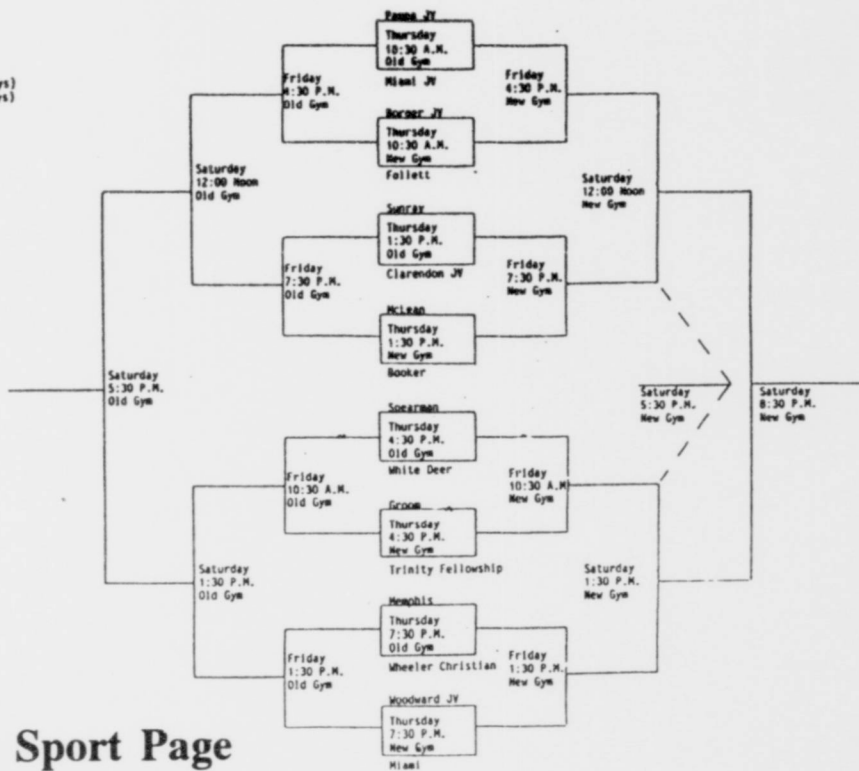 Pampa JV
Thursday
10:30 A.M.
Old Gym
Miami JV
Friday
4:30 P.M.
Old Gym
Friday
4:30 P.M.
New Gym
ys)
es)
Borger JV
Thursday
10:30 A.M.
New Gym
Follett
Saturday
12:00 Noon
Old Gym
Saturday
12:00 Noon
New Gym
Sunray
Thursday
1:30 P.M.
Old Gym
Clarendon JV
Friday
7:30 P.M.
Old Gym
Friday
7:30 P.M.
New Gym
McLean
Thursday
1:30 P.M.
New Gym
Booker
Saturday
5:30 P.M.
Old Gym
Saturday
5:30 P.M.
New Gym
Saturday
8:30 P.M.
New Gym
Spearman
Thursday
4:30 P.M.
Old Gym
White Deer
Friday
10:30 A.M.
Old Gym
Friday
10:30 A.M
New Gym
Groom
Thursday
4:30 P.M.
New Gym
Trinity Fellowship
Saturday
1:30 P.M.
Old Gym
Saturday
1:30 P.M.
New Gym
Memphis
Thursday
7:30 P.M.
Old Gym
Wheeler Christian
Friday
1:30 P.M.
Old Gym
Friday
1:30 P.M.
New Gym
Woodward JV
Thursday
7:30 P.M.
New Gym
Miami
Sport Page